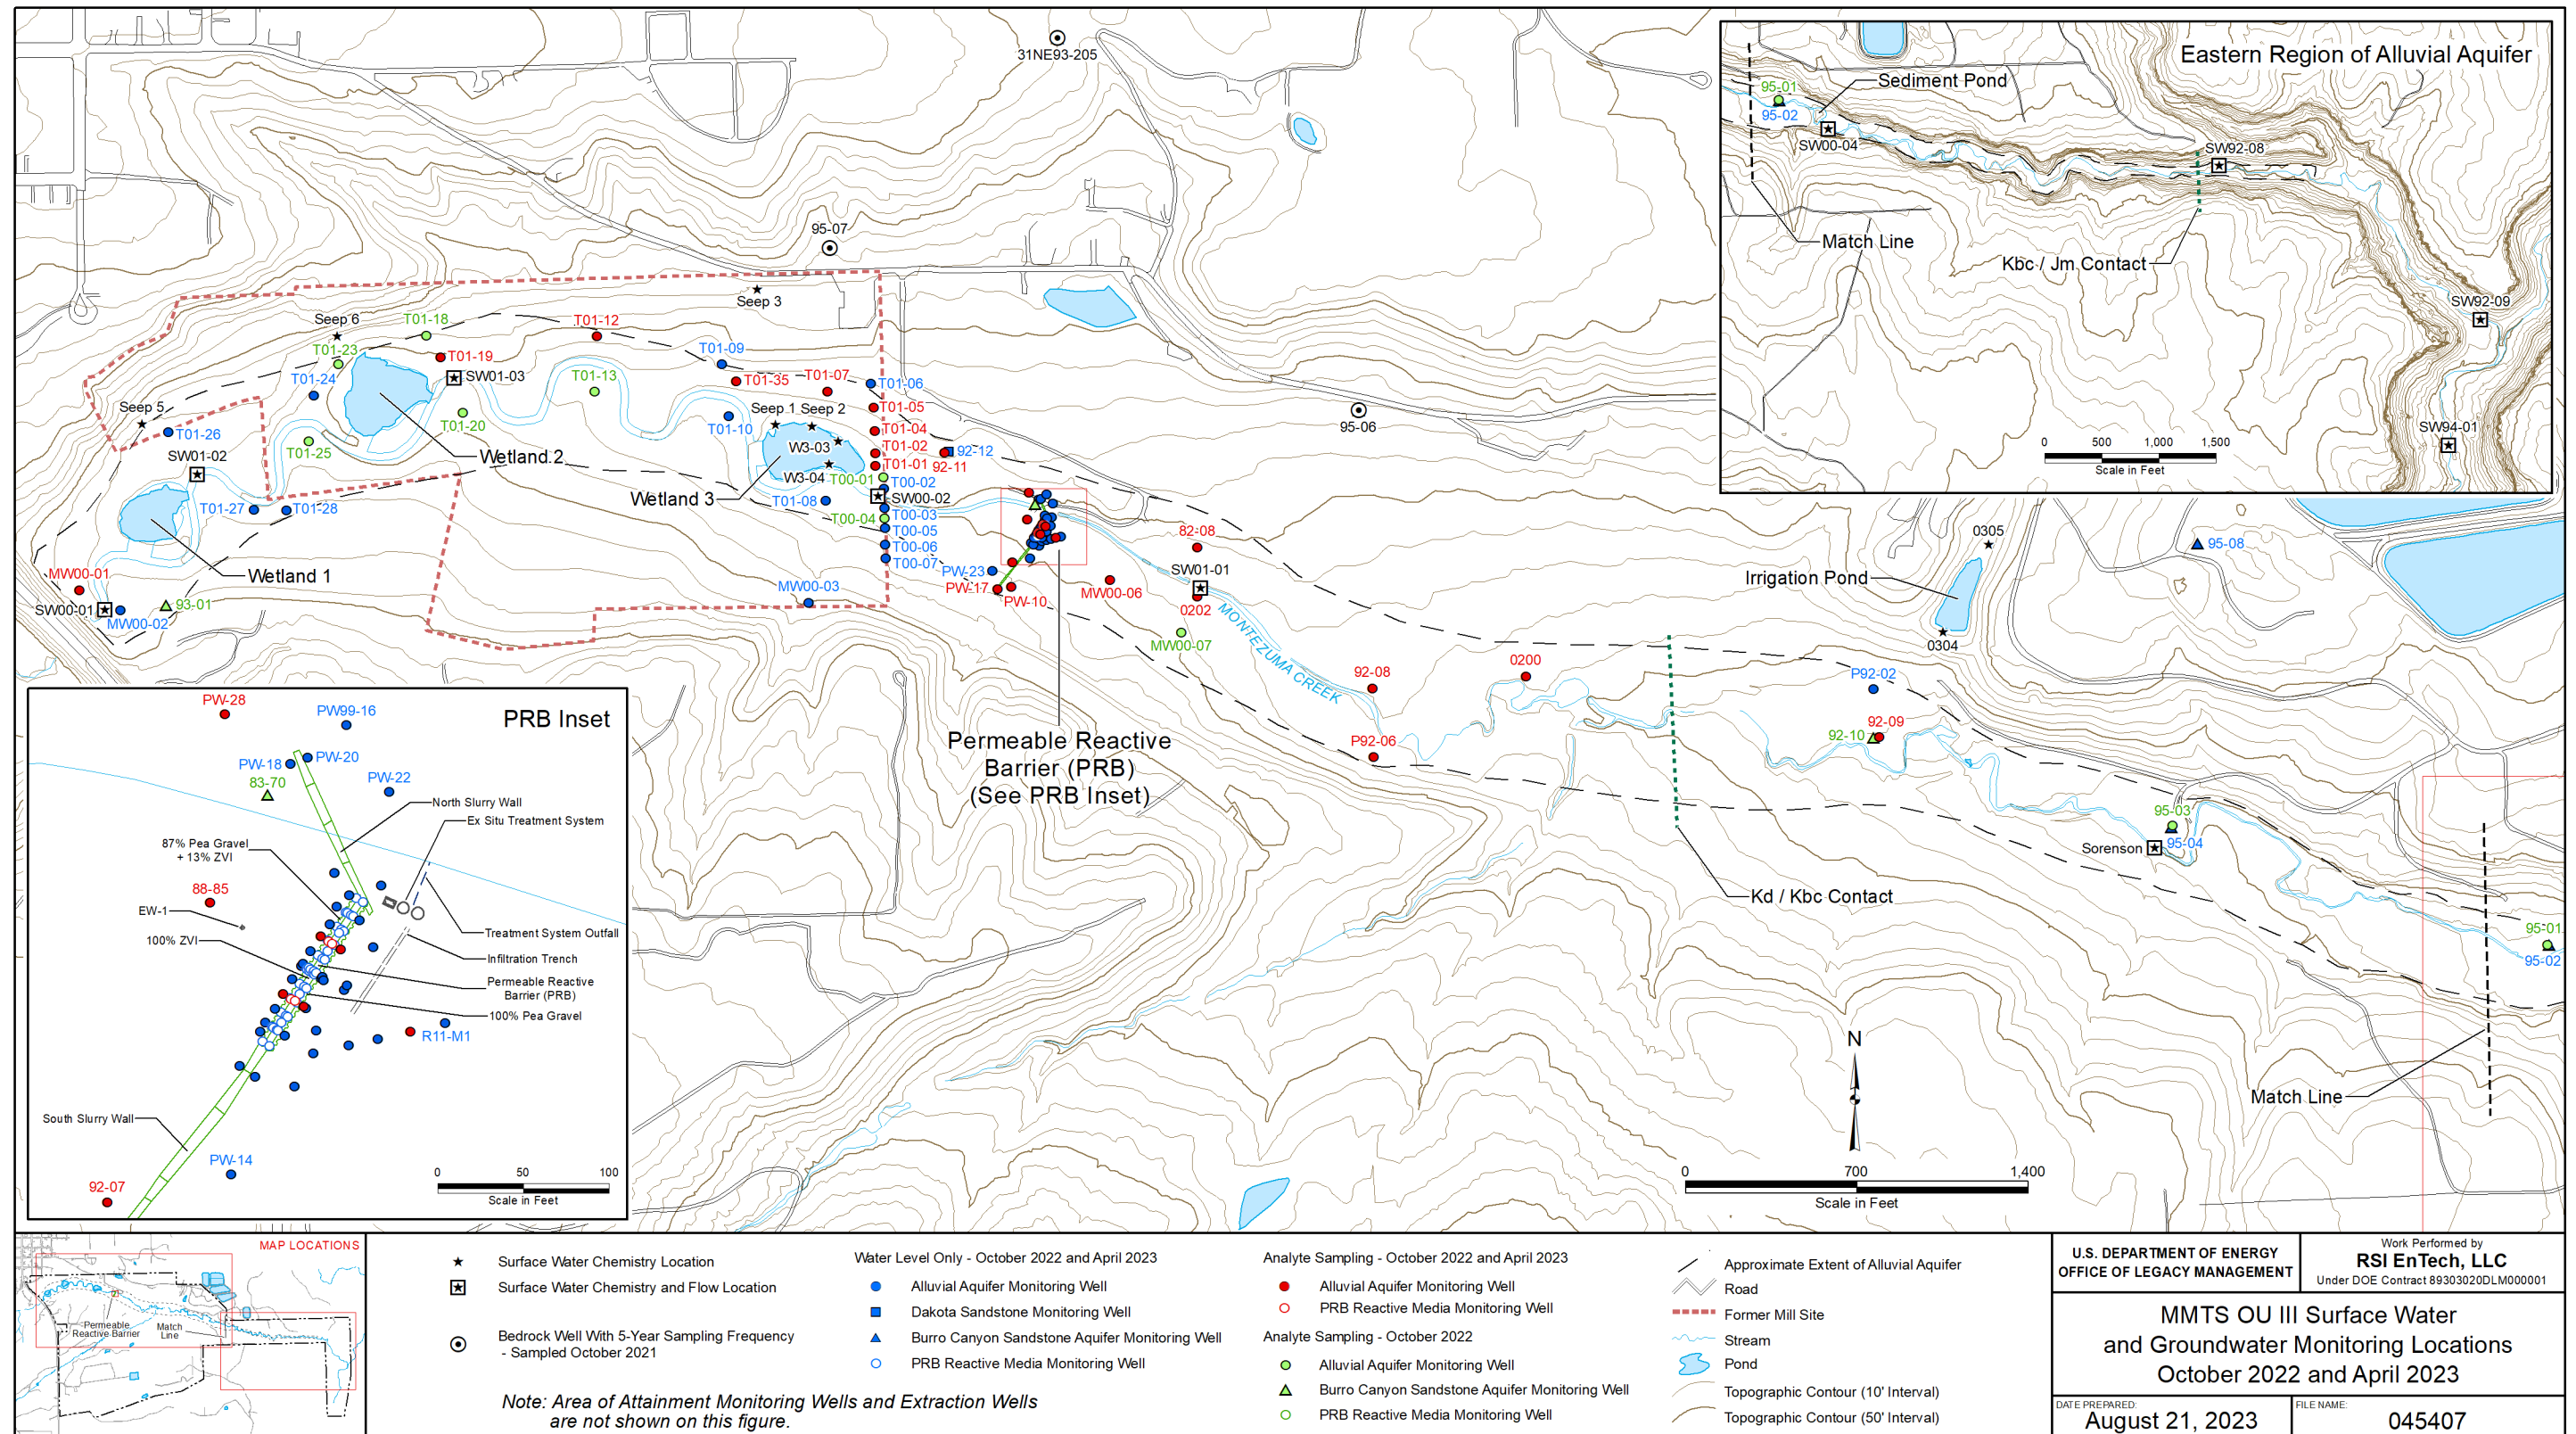 31NE93-205
95-07
Seep 3
Seep 6
T01-18
T01-12
T01-23
T01-19
T01-09
T01-24
SW01-03
T01-13
T01-35
T01-07
T01-06
Seep 5
T01-20
T01-10
Seep 1
Seep 2
T01-05
T01-04
95-06
T01-26
T01-25
Wetland 2
W3-03
T01-02
92-12
SW01-02
T01-01
92-11
W3-04
T00-01
T00-02
Wetland 3
T01-08
SW00-02
T01-27
T01-28
T00-03
T00-04
T00-05
T00-06
T00-07
82-08
MW00-01
Wetland 1
PW-23
SW01-01
MW00-03
PW-17
PW-10
MW00-06
0202
SW00-01
MW00-02
93-01
MONTEZUMA CREEK
MW00-07
92-08
0200
P92-06
Permeable Reactive
Barrier (PRB)
(See PRB Inset)
Kd / Kbc Contact
0305
95-08
Irrigation Pond
0304
P92-02
92-09
92-10
95-03
Sorenson
95-04
95-01
95-02
Match Line
N
0
700
1,400
Scale in Feet
Eastern Region of Alluvial Aquifer
95-01
95-02
Sediment Pond
SW00-04
SW92-08
Match Line
Kbc / Jm Contact
SW92-09
SW94-01
0
500
1,000
1,500
Scale in Feet
PRB Inset
PW-28
PW99-16
PW-18
PW-20
83-70
PW-22
North Slurry Wall
Ex Situ Treatment System
87% Pea Gravel
+ 13% ZVI
88-85
EW-1
100% ZVI
Treatment System Outfall
Infiltration Trench
Permeable Reactive
Barrier (PRB)
100% Pea Gravel
R11-M1
South Slurry Wall
PW-14
92-07
0
50
100
Scale in Feet
MAP LOCATIONS
Permeable
Reactive Barrier
Match
Line
Surface Water Chemistry Location
Surface Water Chemistry and Flow Location
Bedrock Well With 5-Year Sampling Frequency
- Sampled October 2021
Note: Area of Attainment Monitoring Wells and Extraction Wells
are not shown on this figure.
Water Level Only - October 2022 and April 2023
Alluvial Aquifer Monitoring Well
Dakota Sandstone Monitoring Well
Burro Canyon Sandstone Aquifer Monitoring Well
PRB Reactive Media Monitoring Well
Analyte Sampling - October 2022 and April 2023
Alluvial Aquifer Monitoring Well
PRB Reactive Media Monitoring Well
Analyte Sampling - October 2022
Alluvial Aquifer Monitoring Well
Burro Canyon Sandstone Aquifer Monitoring Well
PRB Reactive Media Monitoring Well
Approximate Extent of Alluvial Aquifer
Road
Former Mill Site
Stream
Pond
Topographic Contour (10' Interval)
Topographic Contour (50' Interval)
U.S. DEPARTMENT OF ENERGY
OFFICE OF LEGACY MANAGEMENT
Work Performed by
RSI EnTech, LLC
Under DOE Contract 89303020DLM000001
MMTS OU III Surface Water
and Groundwater Monitoring Locations
October 2022 and April 2023
DATE PREPARED:
August 21, 2023
FILE NAME:
045407